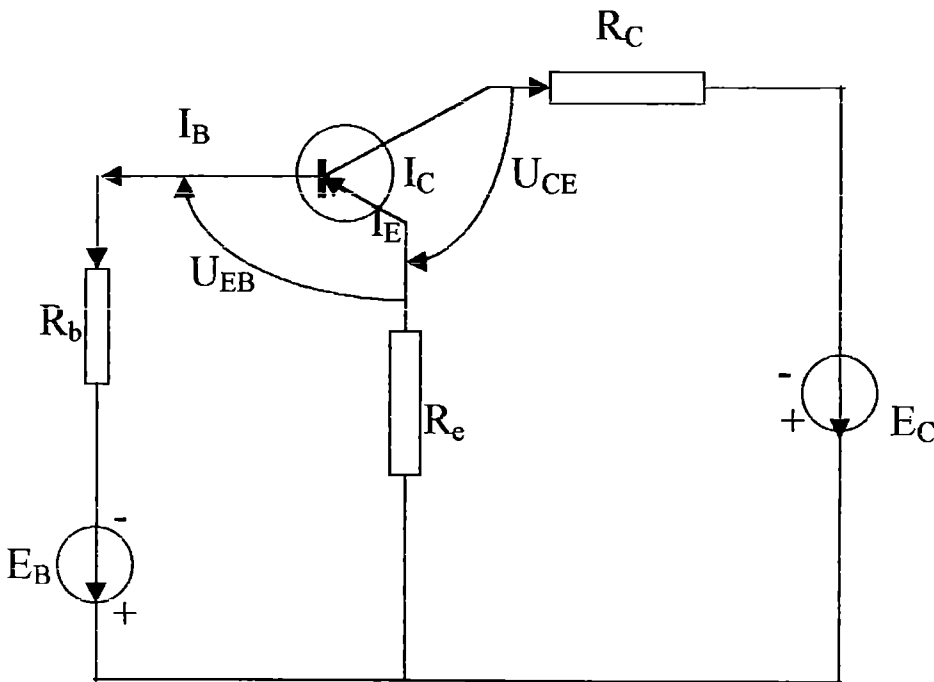 R_C
I_B
I_C
U_CE
I_E
U_EB
R_b
R_e
-
+
E_C
-
E_B
+